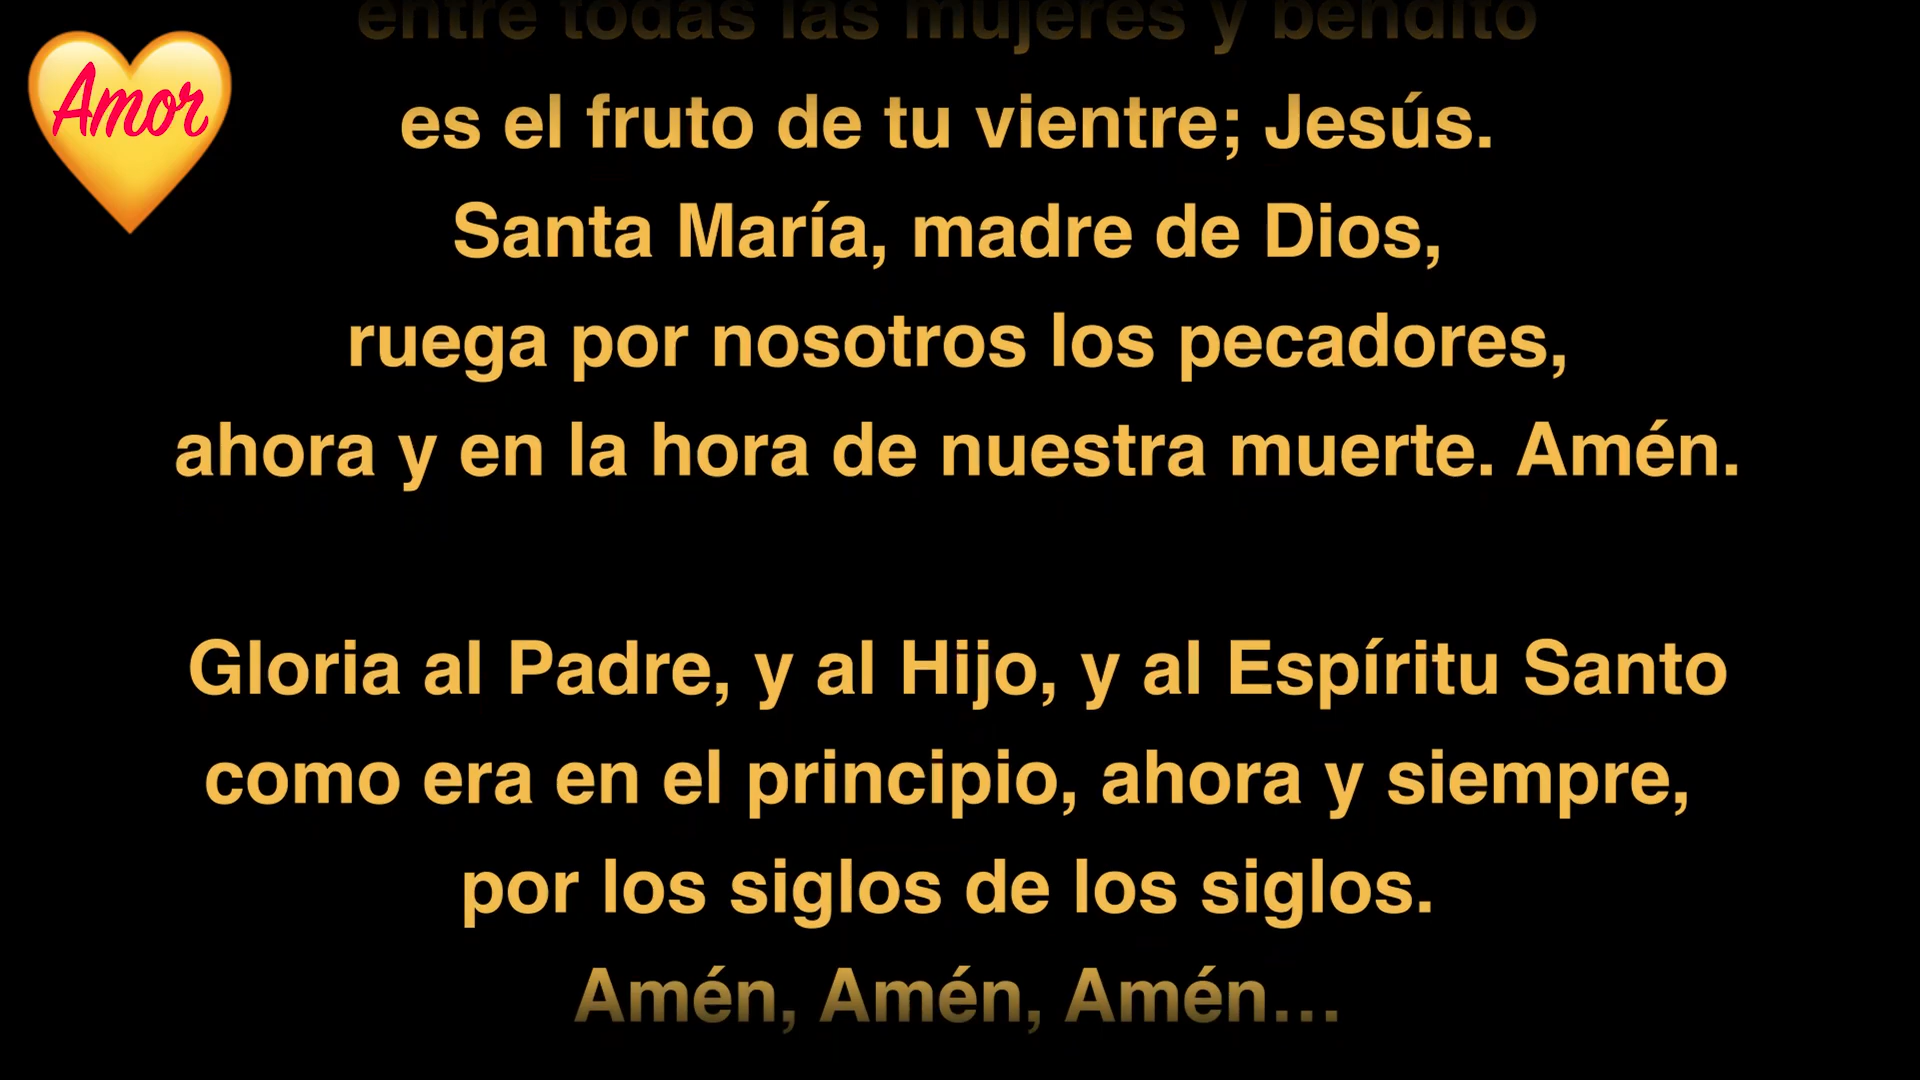 entre todas las mujeres y bendito
Amor
es el fruto de tu vientre; Jesús.
Santa María, madre de Dios,
ruega por nosotros los pecadores,
ahora y en la hora de nuestra muerte. Amén.
Gloria al Padre, y al Hijo, y al Espíritu Santo
como era en el principio, ahora y siempre,
por los siglos de los siglos.
Amén, Amén, Amén…